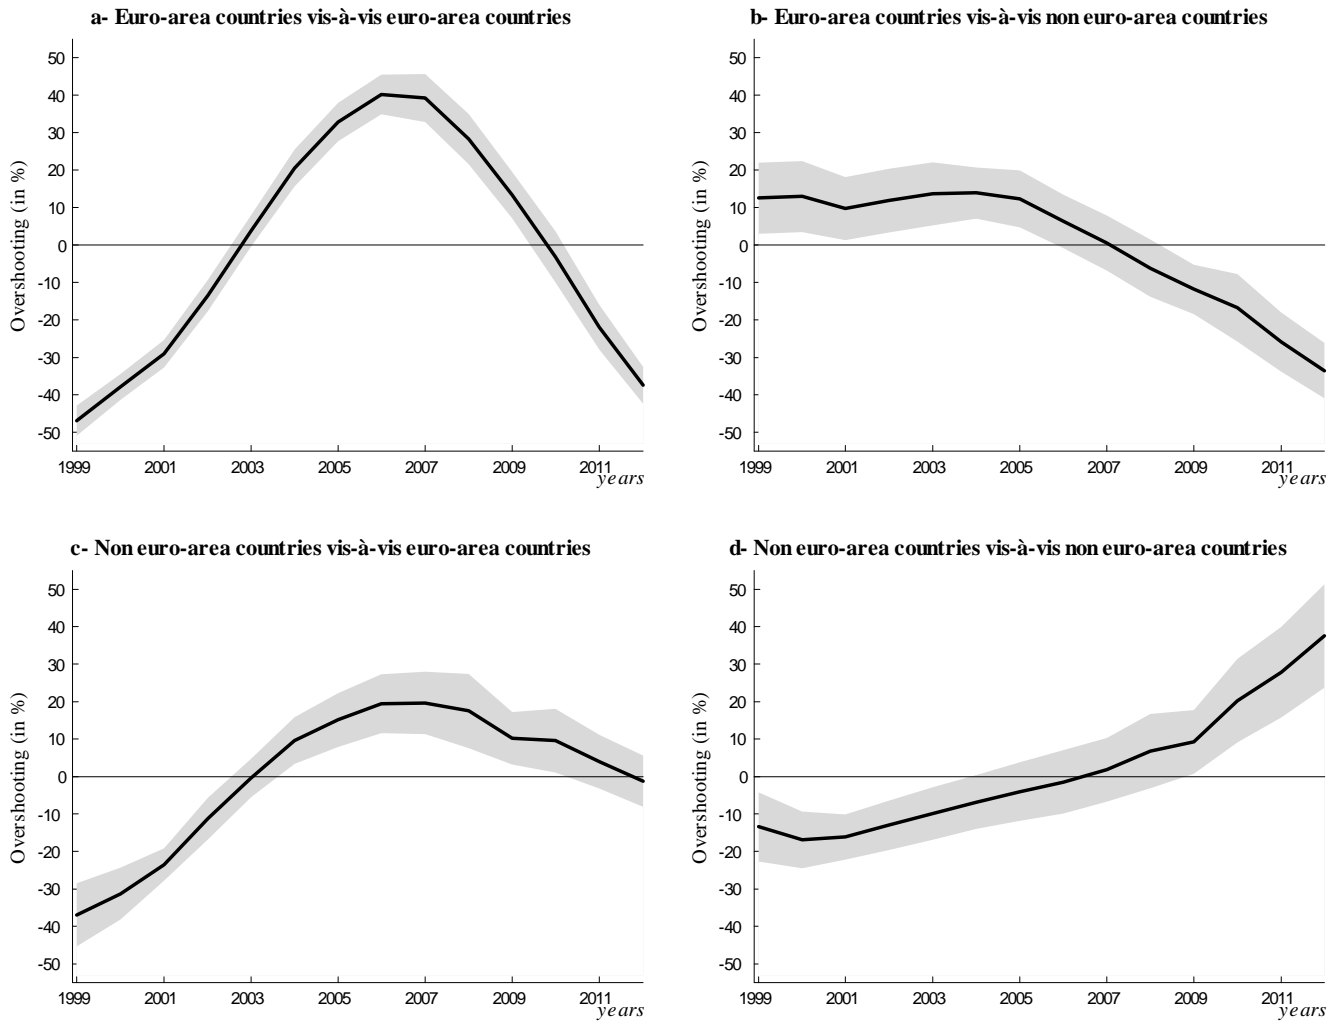 a- Euro-area countries vis-à-vis euro-area countries
Overshooting (in %)
50
40
30
20
10
0
-10
-20
-30
-40
-50
1999 2001 2003 2005 2007 2009 2011
years
b- Euro-area countries vis-à-vis non euro-area countries
Overshooting (in %)
50
40
30
20
10
0
-10
-20
-30
-40
-50
1999 2001 2003 2005 2007 2009 2011
years
c- Non euro-area countries vis-à-vis euro-area countries
Overshooting (in %)
50
40
30
20
10
0
-10
-20
-30
-40
-50
1999 2001 2003 2005 2007 2009 2011
years
d- Non euro-area countries vis-à-vis non euro-area countries
Overshooting (in %)
50
40
30
20
10
0
-10
-20
-30
-40
-50
1999 2001 2003 2005 2007 2009 2011
years